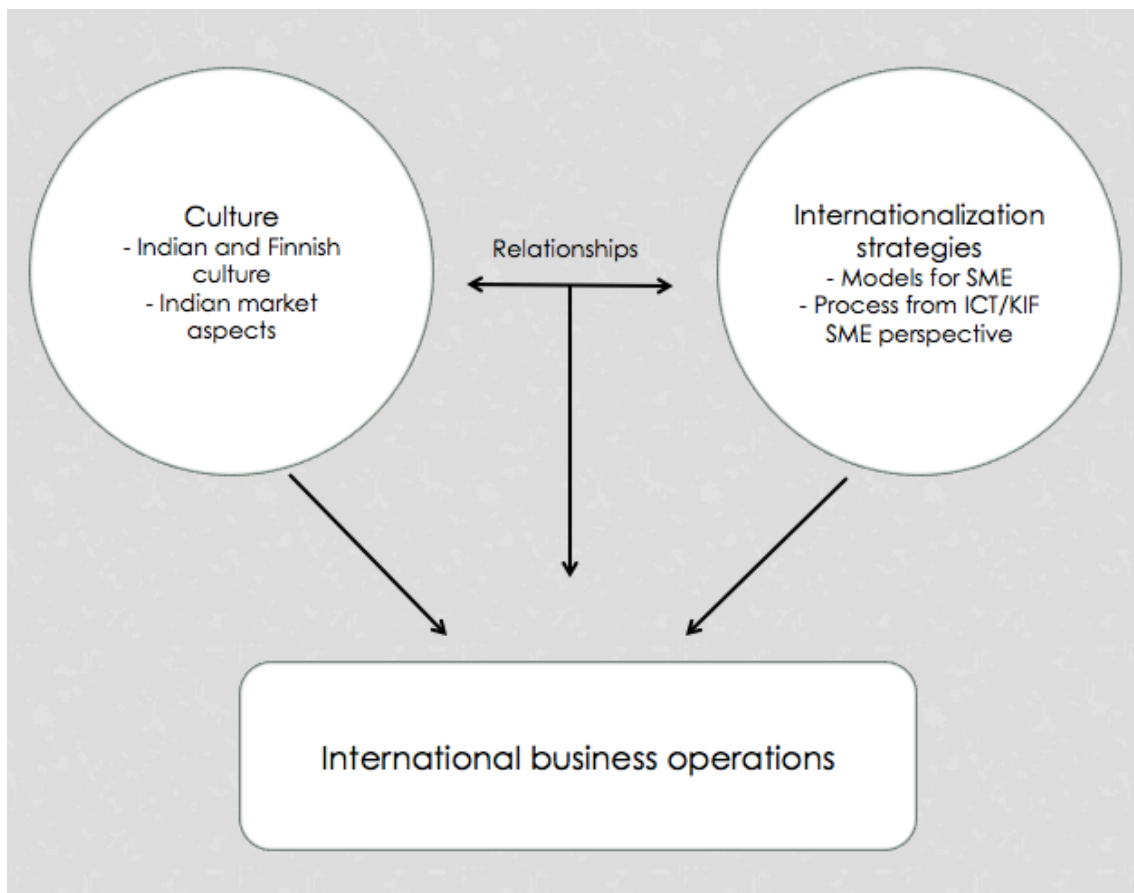 Culture
- Indian and Finnish
culture
- Indian market
aspects
Relationships
Internationalization
strategies
- Models for SME
- Process from ICT/KIF
SME perspective
International business operations